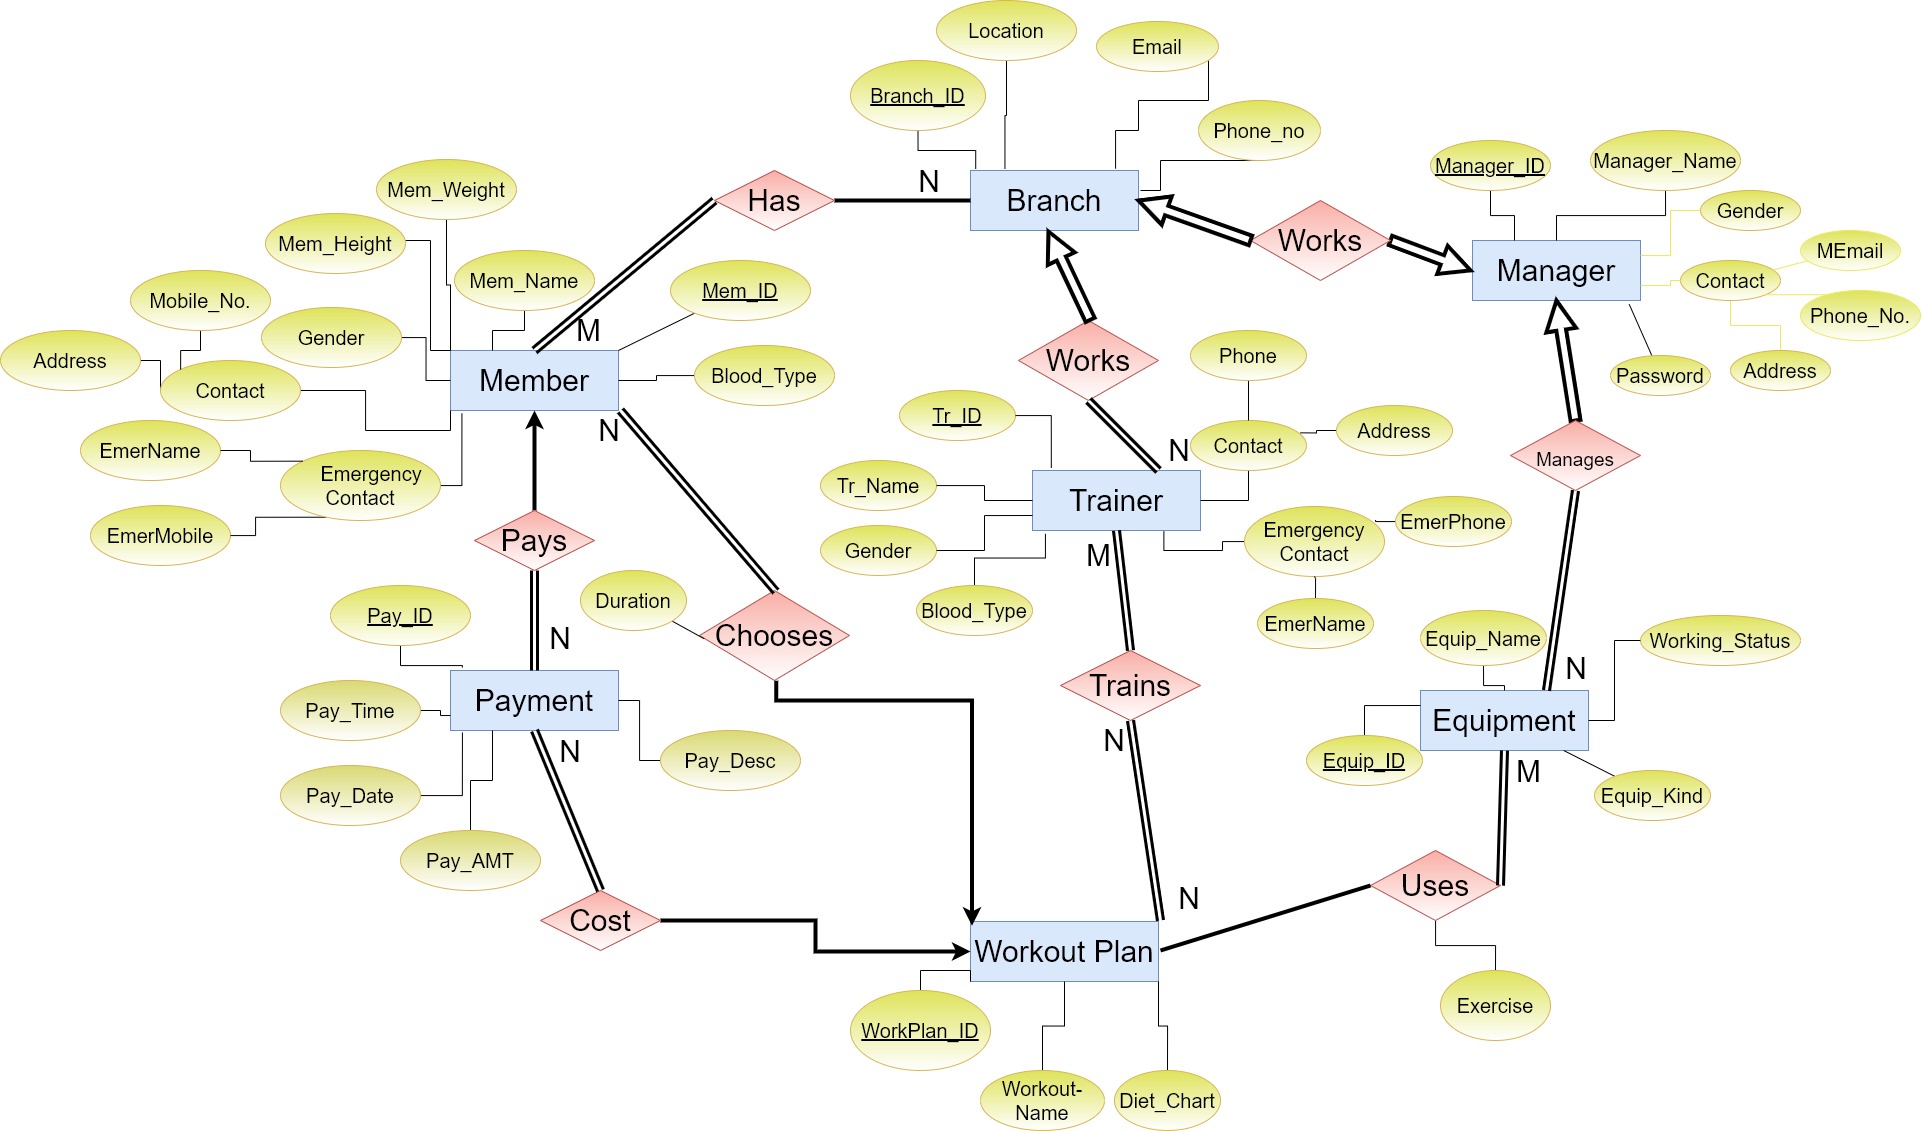 Location
Email
Branch_ID
Phone_no
Manager_ID
Manager_Name
Mem_Weight
N
Has
Branch
Gender
Mem_Height
Works
MEmail
Manager
Contact
Mem_Name
Mem_ID
Mobile_No.
Phone_No.
Gender
M
Address
Works
Phone
Member
Blood_Type
Contact
Password
Address
Tr_ID
N
Address
EmerName
N
Contact
Manages
Emergency
Contact
Tr_Name
Trainer
EmerMobile
Pays
Gender
M
Emergency
Contact
EmerPhone
Duration
Blood_Type
EmerName
Pay_ID
N
Chooses
Equip_Name
Working_Status
N
Trains
Payment
Pay_Time
N
N
Equipment
Pay_Desc
Equip_ID
M
Pay_Date
Equip_Kind
Pay_AMT
Uses
N
Cost
Workout Plan
WorkPlan_ID
Exercise
Workout-
Name
Diet_Chart